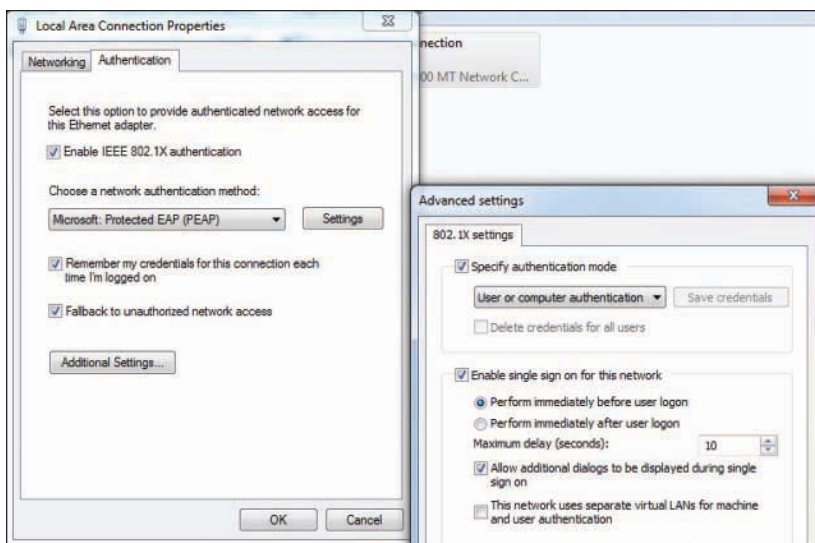 Local Area Connection Properties
Networking
Authentication
Select this option to provide authenticated network access for
this Ethernet adapter.
Enable IEEE 802.1X authentication
Choose a network authentication method:
Microsoft: Protected EAP (PEAP)
Settings
Remember my credentials for this connection each
time I'm logged on
Fallback to unauthorized network access
Additional Settings...
OK
Cancel
nection
00 MT Network C...
Advanced settings
802.1X settings
Specify authentication mode
User or computer authentication
Save credentials
Delete credentials for all users
Enable single sign on for this network
Perform immediately before user logon
Perform immediately after user logon
Maximum delay (seconds):
10
Allow additional dialogs to be displayed during single
sign on
This network uses separate virtual LANs for machine
and user authentication